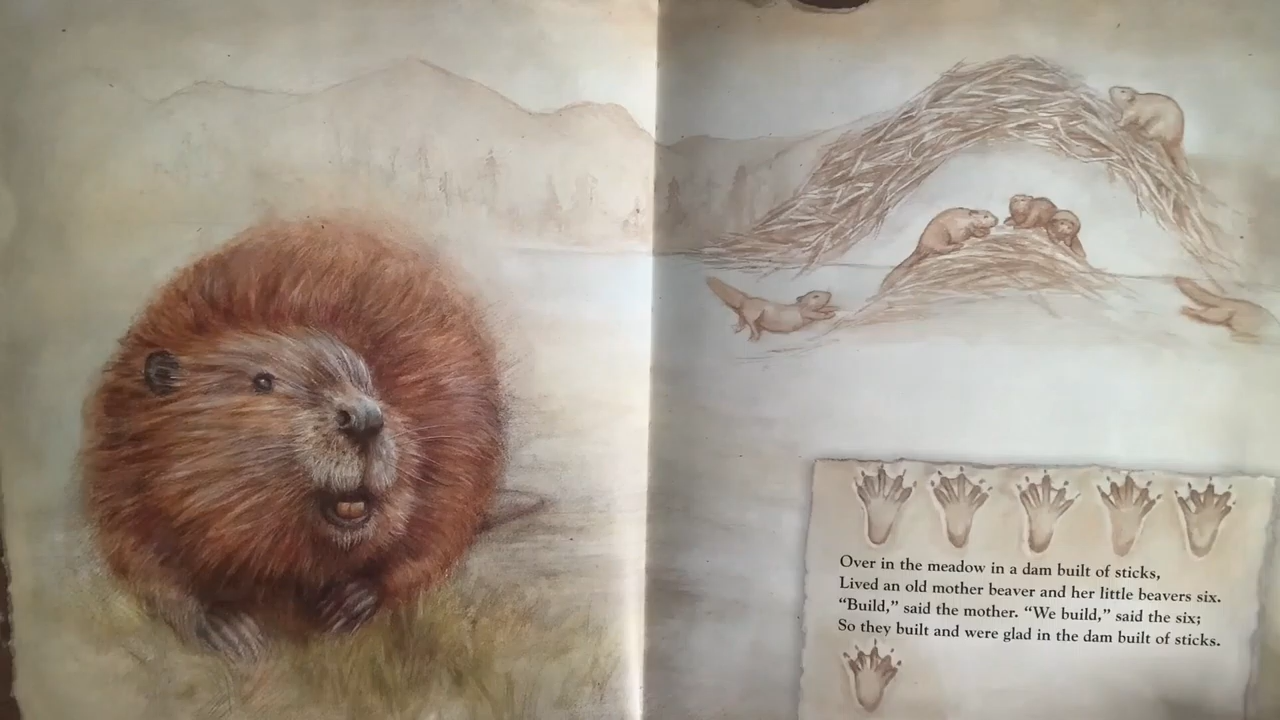 Over in the meadow in a dam built of sticks,
Lived an old mother beaver and her little beavers six.
“Build,” said the mother. “We build,” said the six;
So they built and were glad in the dam built of sticks.